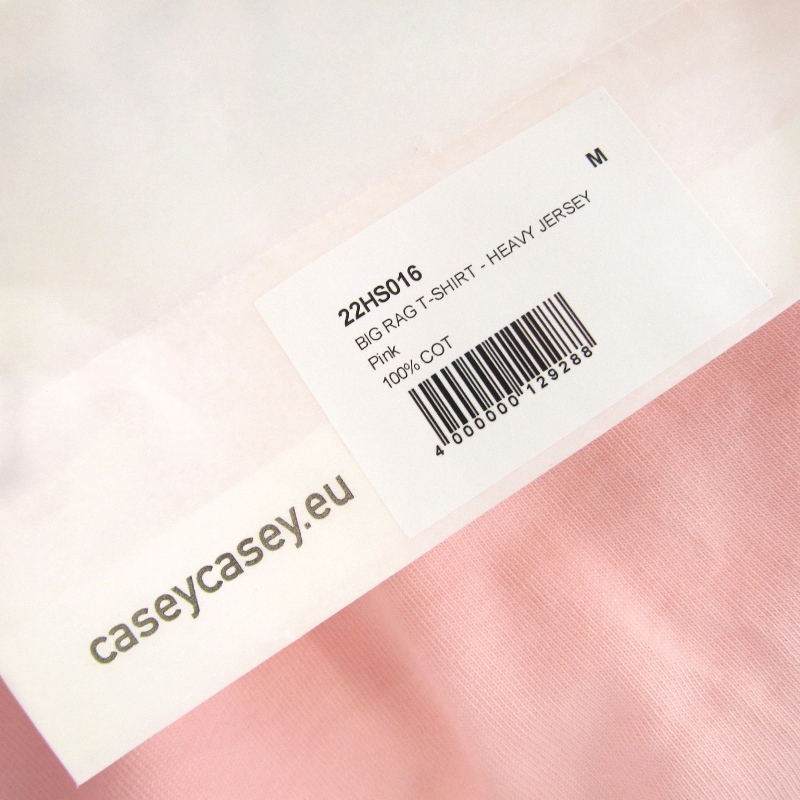 M
22HS016
BIG RAG T-SHIRT - HEAVY JERSEY
Pink
100% COT
4 000000 129288
caseycasey.eu